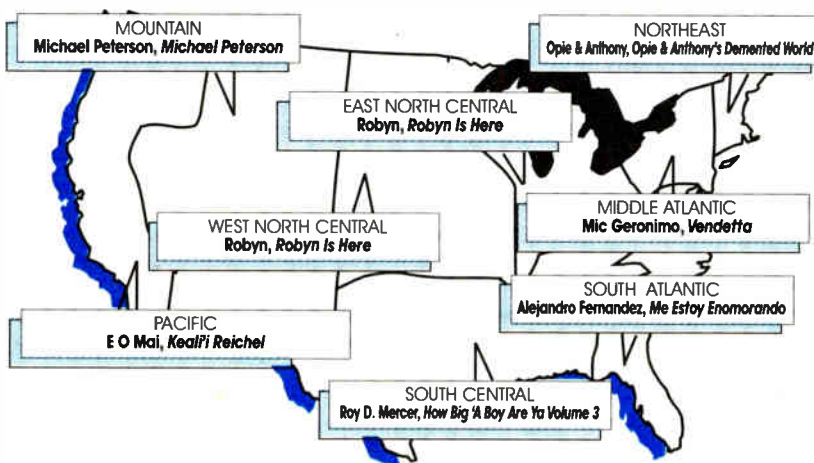 MOUNTAIN
Michael Peterson, Michael Peterson
NORTHEAST
Opie & Anthony, Opie & Anthony's Demented World
EAST NORTH CENTRAL
Robyn, Robyn Is Here
WEST NORTH CENTRAL
Robyn, Robyn Is Here
MIDDLE ATLANTIC
Mic Geronimo, Vendetta
SOUTH ATLANTIC
Alejandro Fernandez, Me Estoy Enomorando
PACIFIC
E O Mai, Keali'i Reichel
SOUTH CENTRAL
Roy D. Mercer, How Big 'A Boy Are Ya Volume 3